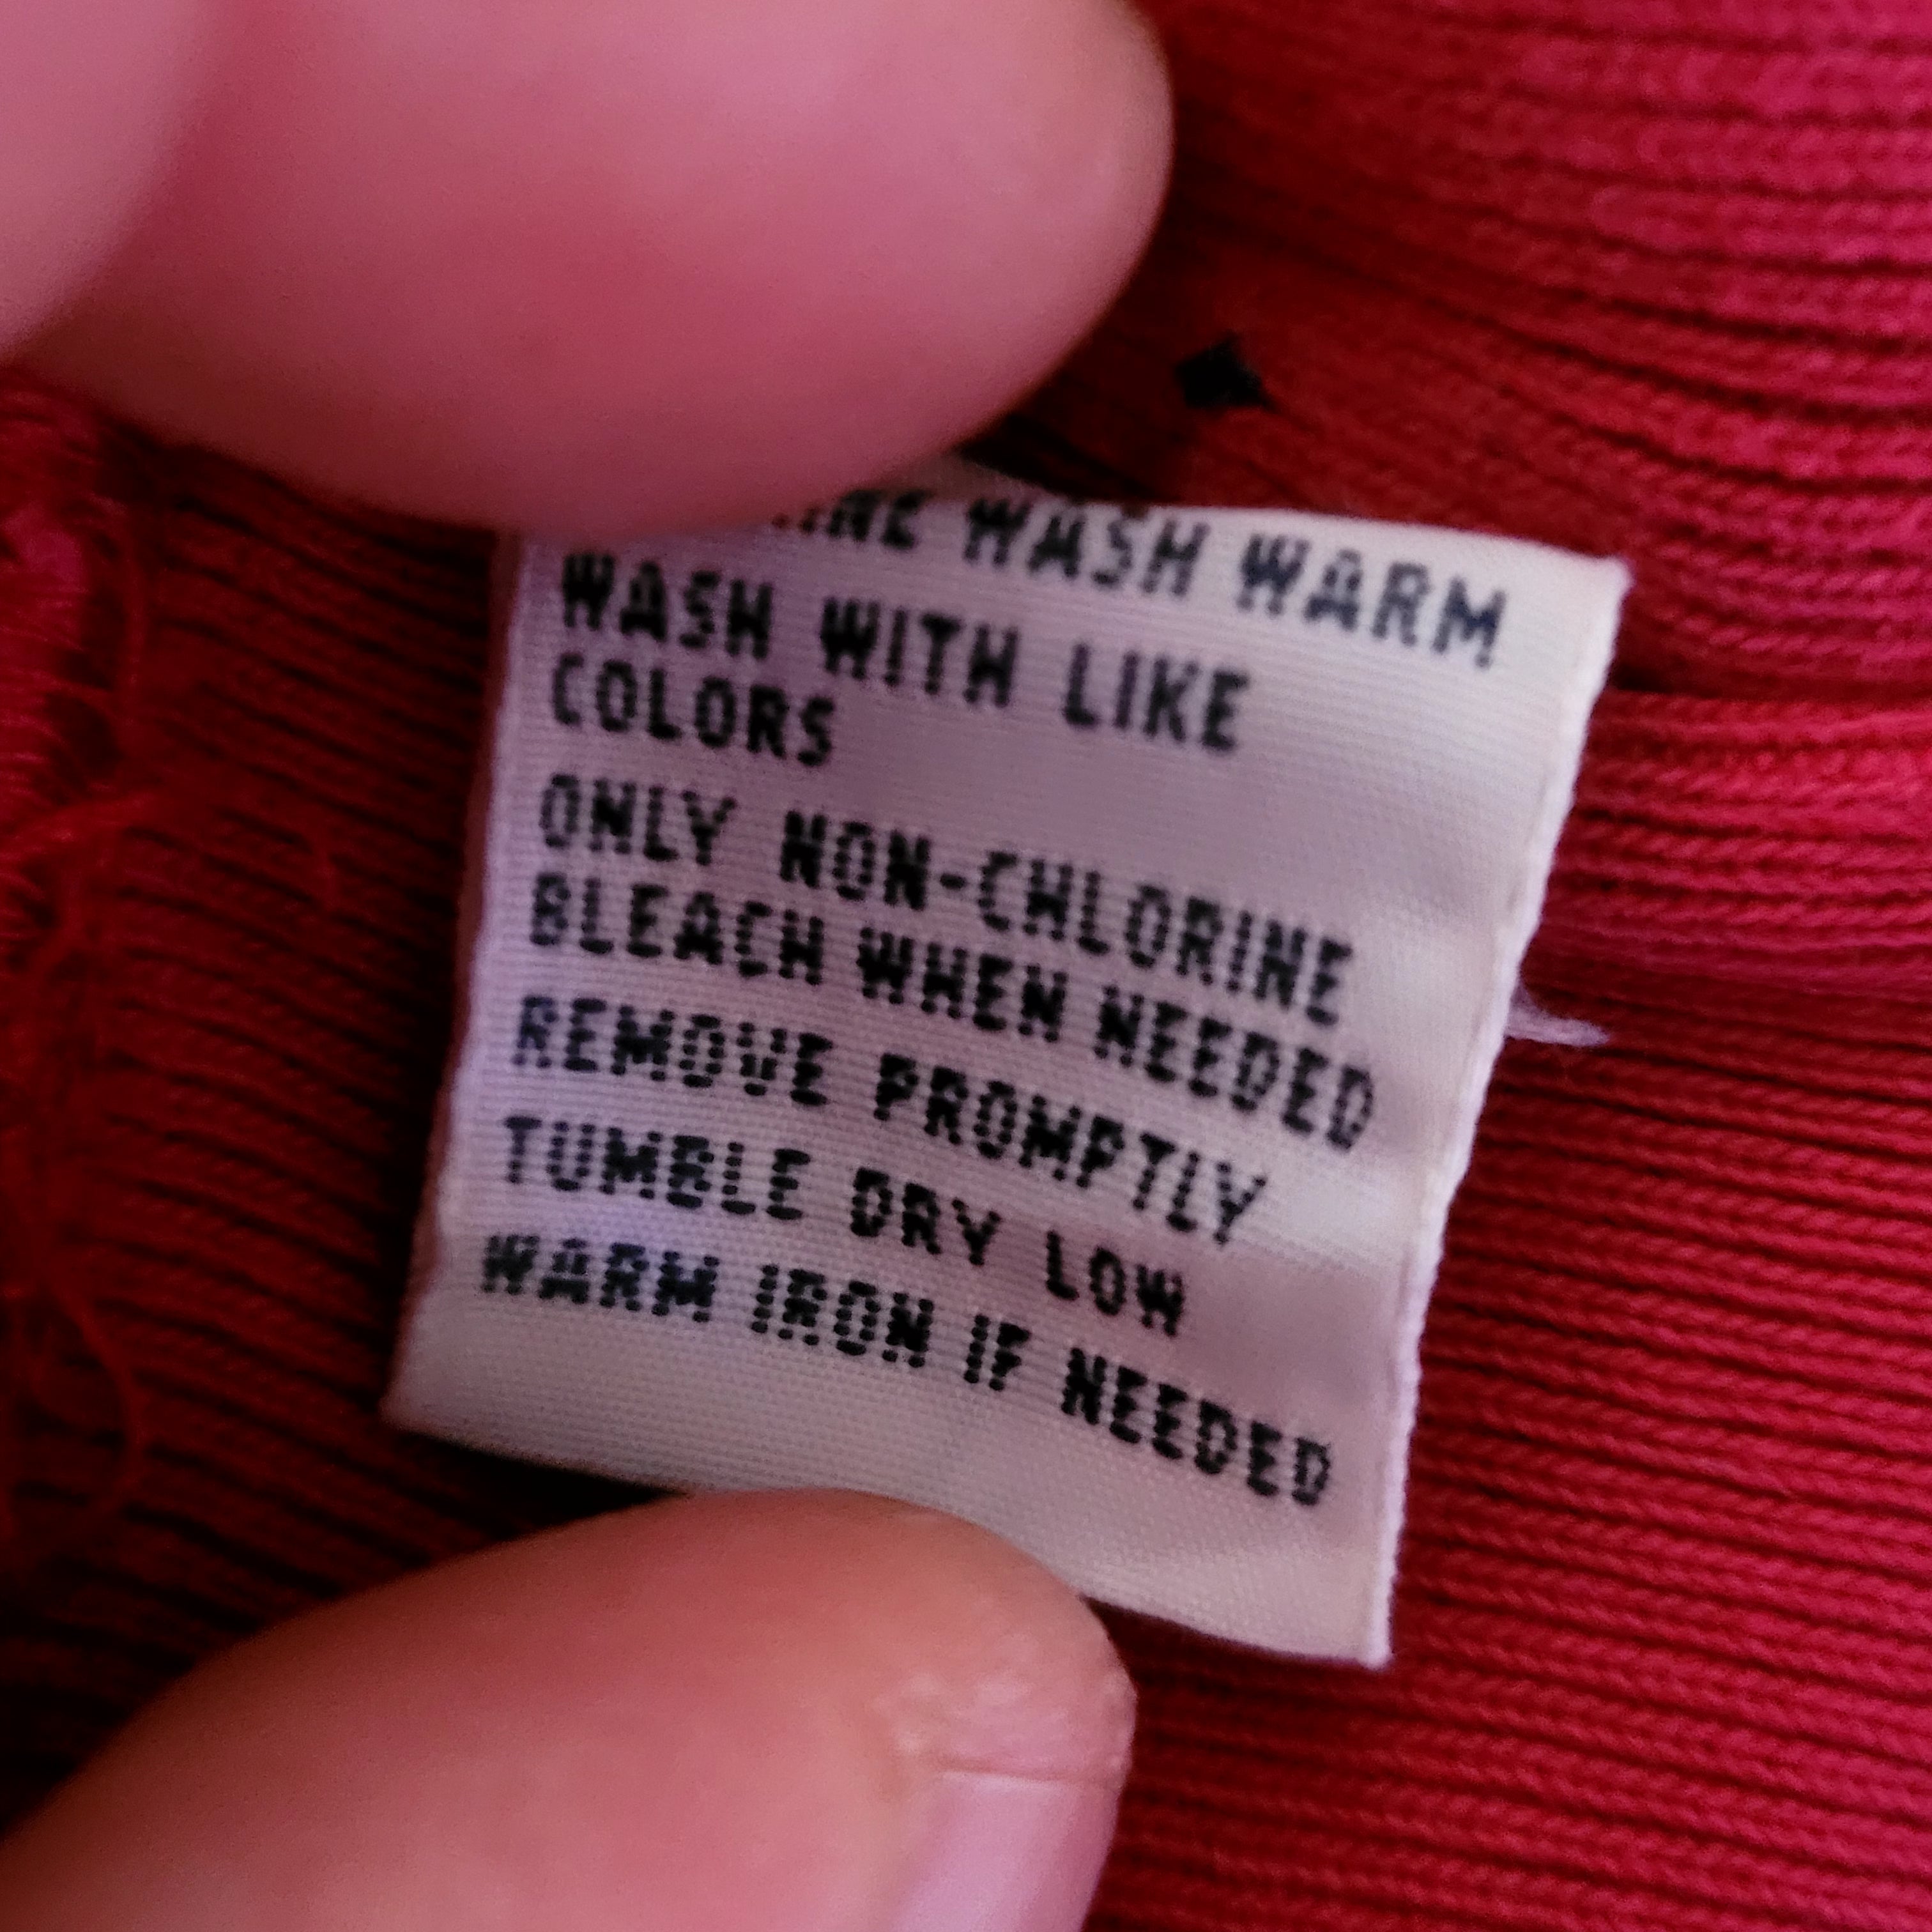 WASH WARM
WASH WITH LIKE
COLORS
ONLY NON-CHLORINE
BLEACH WHEN NEEDED
REMOVE PROMPTLY
TUMBLE DRY LOW
WARM IRON IF NEEDED